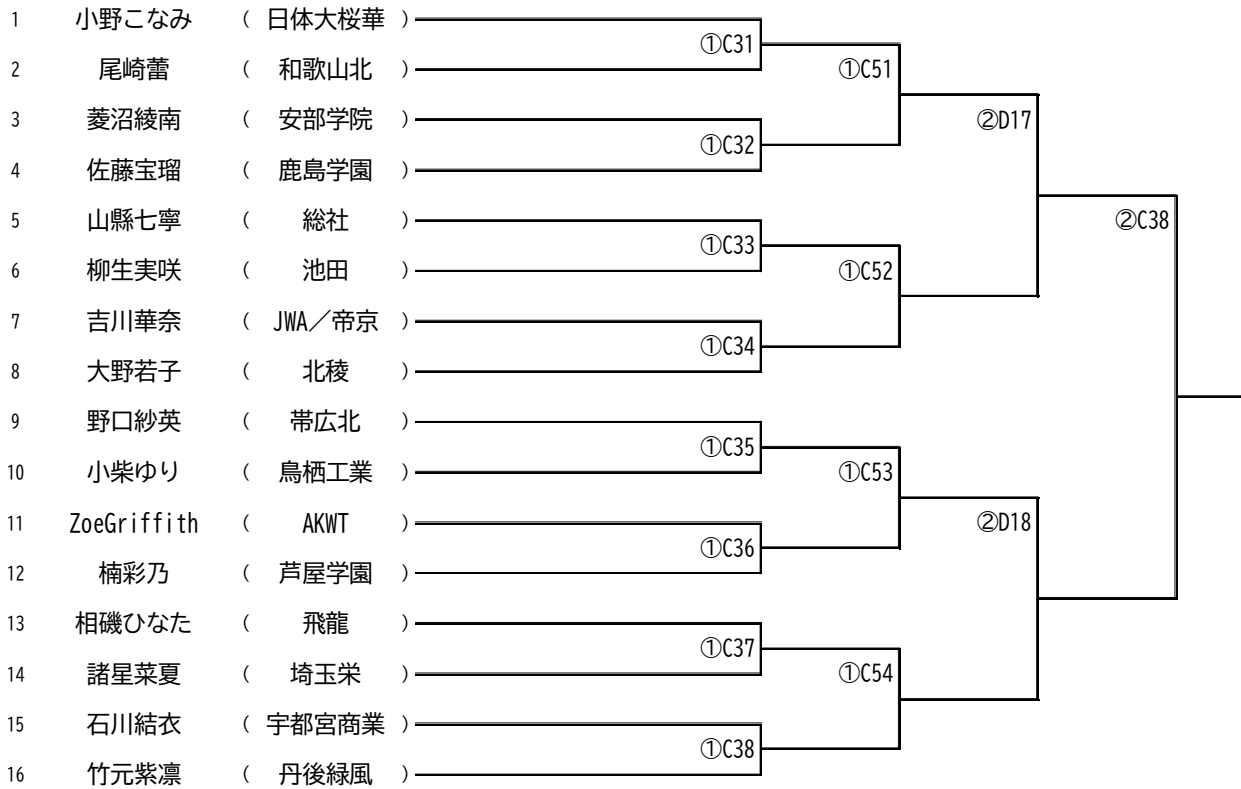 1 小野こなみ ( 日体大桜華 )
①C31
2 尾崎蕾 ( 和歌山北 ) ①C51
3 菱沼綾南 ( 安部学院 ) ②D17
①C32
4 佐藤宝瑠 ( 鹿島学園 )
5 山縣七寧 ( 総社 ) ②C38
①C33
6 柳生実咲 ( 池田 ) ①C52
7 吉川華奈 ( JWA／帝京 )
①C34
8 大野若子 ( 北稜 )
9 野口紗英 ( 帯広北 )
①C35
10 小柴ゆり ( 鳥栖工業 ) ①C53
11 ZoeGriffith ( AKWT ) ②D18
①C36
12 楠彩乃 ( 芦屋学園 )
13 相磯ひなた ( 飛龍 )
①C37
14 諸星菜夏 ( 埼玉栄 ) ①C54
15 石川結衣 ( 宇都宮商業 )
①C38
16 竹元紫凛 ( 丹後緑風 )